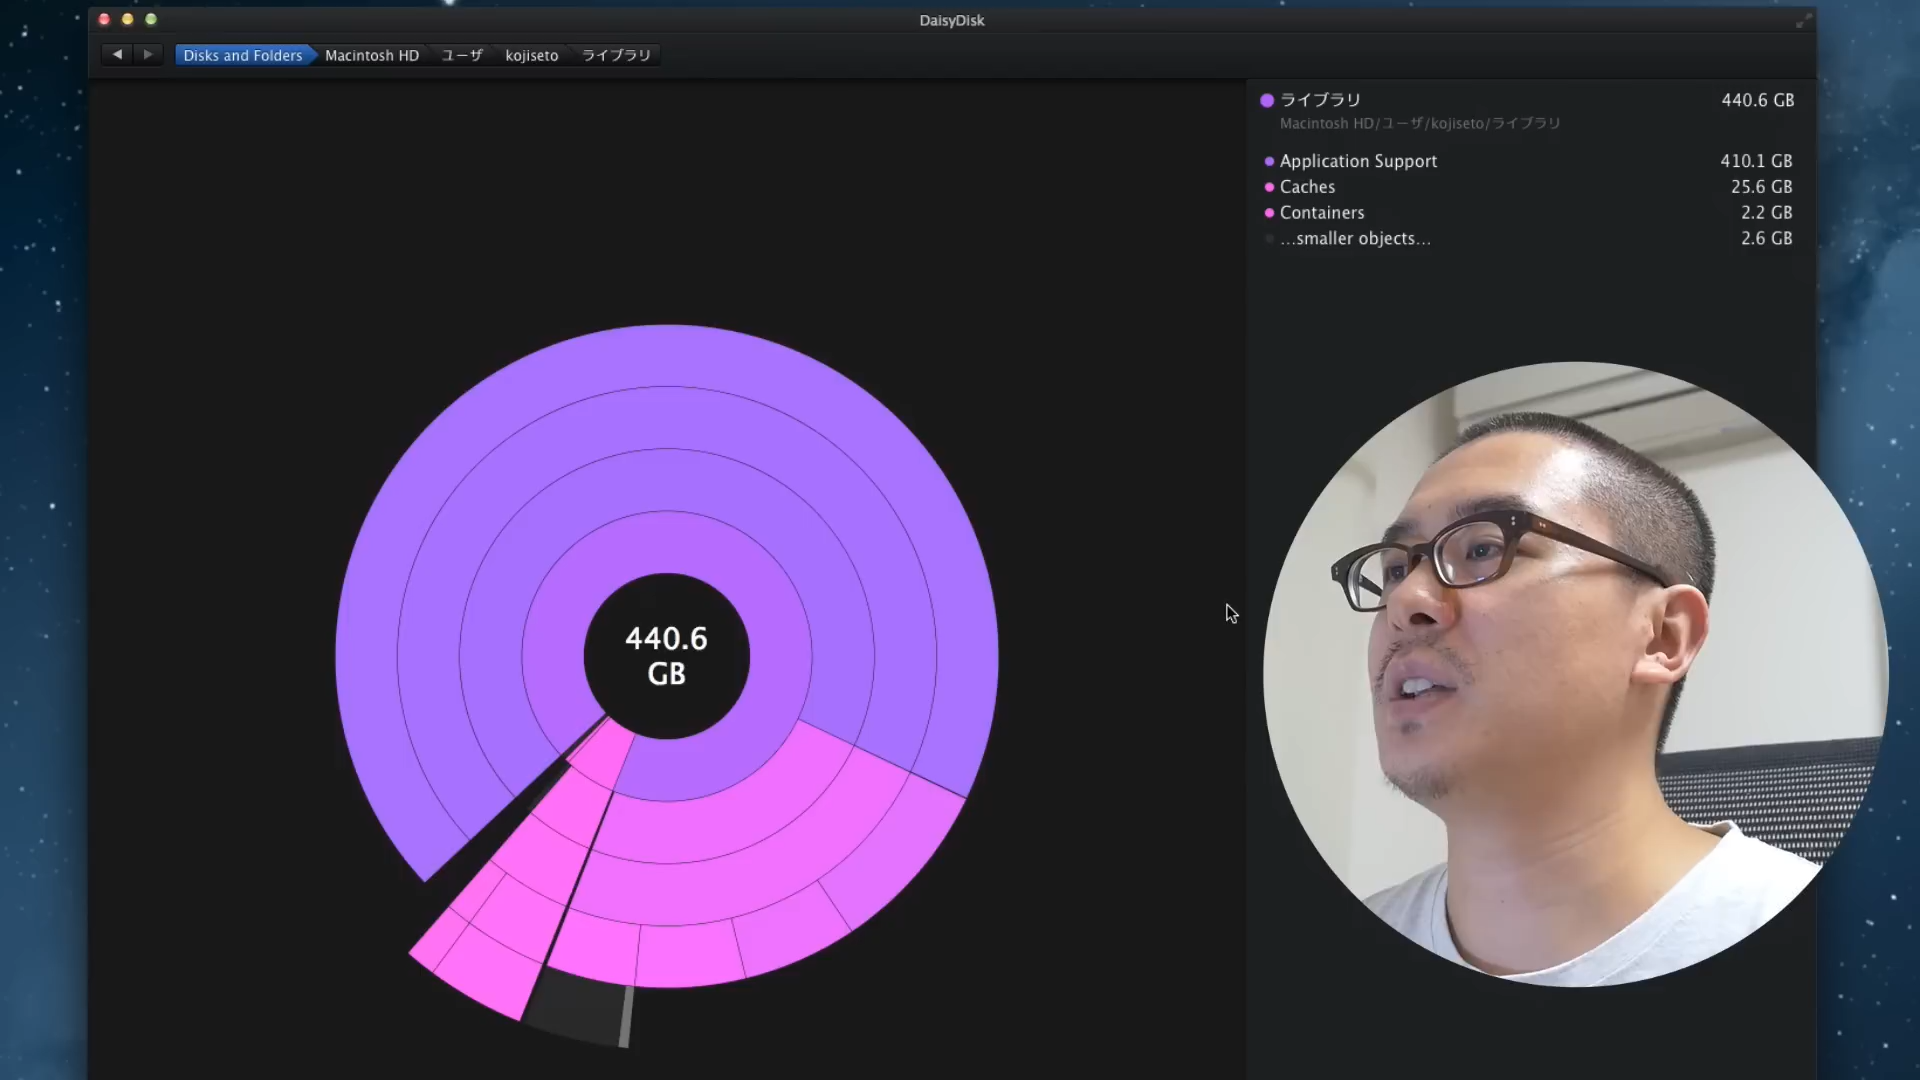 DaisyDisk
Disks and Folders Macintosh HD ユーザ kojiseto ライブラリ
ライブラリ 440.6 GB
Macintosh HD/ユーザ/kojiseto/ライブラリ
Application Support 410.1 GB
Caches 25.6 GB
Containers 2.2 GB
...smaller objects... 2.6 GB
440.6
GB